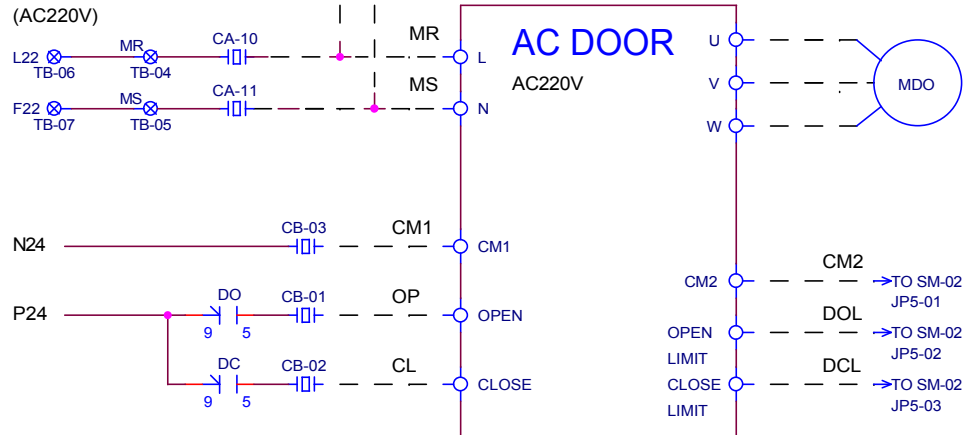 (AC220V)
L22 TB-06 MR TB-04 CA-10 MR L
F22 TB-07 MS TB-05 CA-11 MS N
AC DOOR
AC220V
U
V
W
MDO
N24 CB-03 CM1 CM1
P24 DO 9 5 CB-01 OP OPEN
DC 9 5 CB-02 CL CLOSE
CM2 CM2 TO SM-02
JP5-01
OPEN DOL TO SM-02
LIMIT JP5-02
CLOSE DCL TO SM-02
LIMIT JP5-03